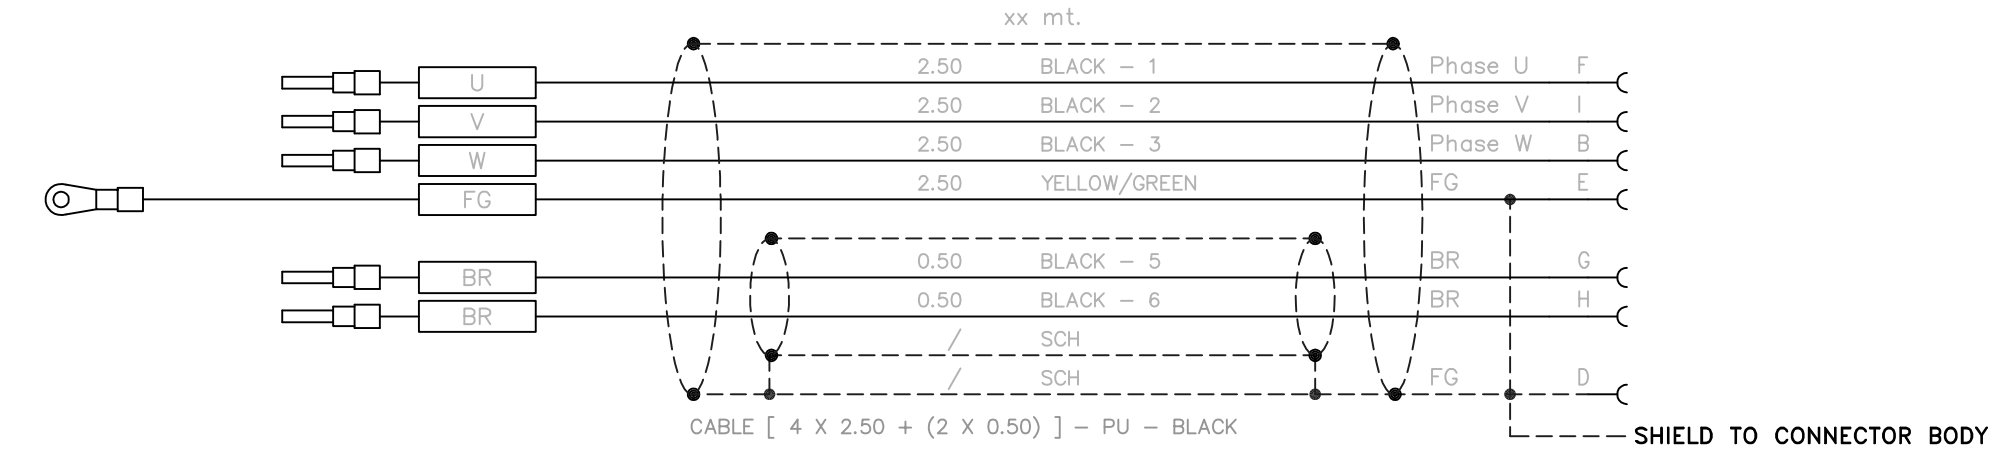 xx mt.
U 2.50 BLACK - 1 Phase U F
V 2.50 BLACK - 2 Phase V I
W 2.50 BLACK - 3 Phase W B
FG 2.50 YELLOW/GREEN FG E
BR 0.50 BLACK - 5 BR G
BR 0.50 BLACK - 6 BR H
/ SCH
/ SCH FG D
CABLE [ 4 X 2.50 + (2 X 0.50) ] - PU - BLACK
SHIELD TO CONNECTOR BODY